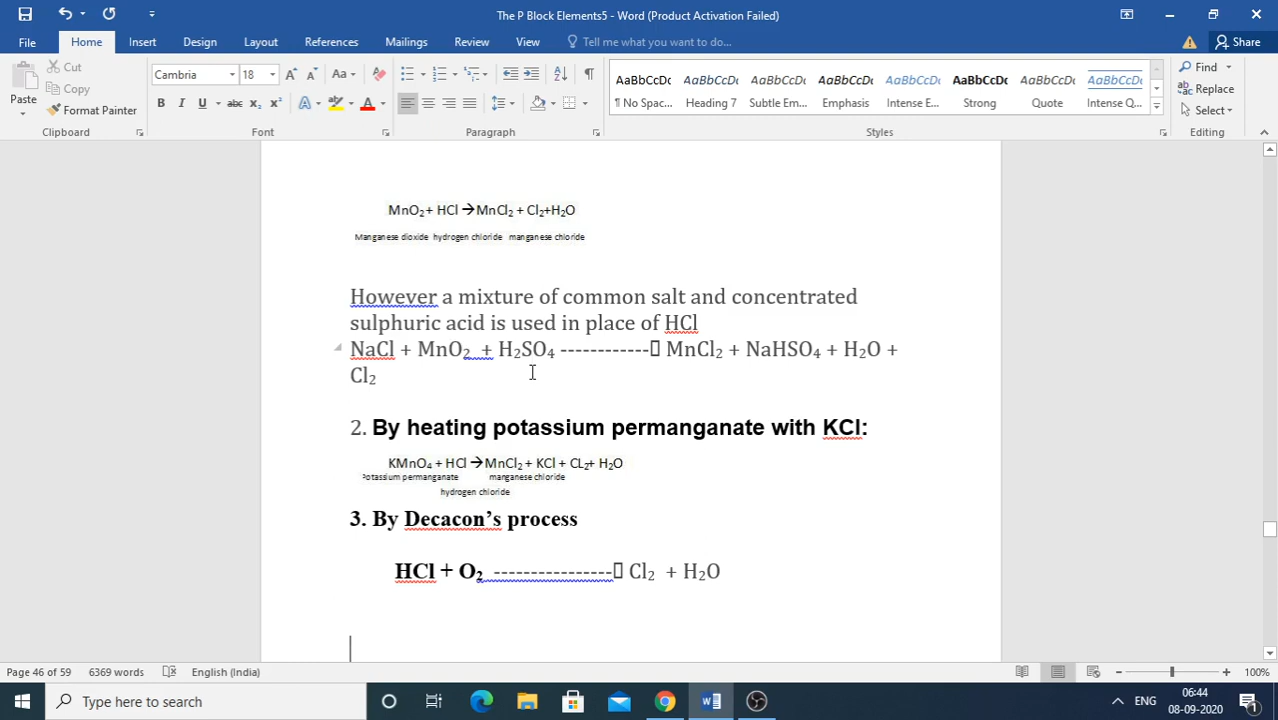 The P Block Elements5 - Word (Product Activation Failed)
File Home Insert Design Layout References Mailings Review View Tell me what you want to do... Share
Paste Cut Copy Format Painter
Cambria 18
AaBbCcDc AaBbCcDc AaBbCcDc AaBbCcDc AaBbCcDc AaBbCcDc AaBbCcDc AaBbCcDc
¶ No Spac... Heading 7 Subtle Em... Emphasis Intense E... Strong Quote Intense Q...
Find Replace Select
Clipboard Font Paragraph Styles Editing
MnO₂ + HCl →MnCl₂ + Cl₂+H₂O
Manganese dioxide hydrogen chloride manganese chloride
However a mixture of common salt and concentrated
sulphuric acid is used in place of HCl
NaCl + MnO₂ + H₂SO₄ ------------ MnCl₂ + NaHSO₄ + H₂O +
Cl₂
2. By heating potassium permanganate with KCl:
KMnO₄ + HCl →MnCl₂ + KCl + CL₂+ H₂O
Potassium permanganate manganese chloride
hydrogen chloride
3. By Decacon's process
HCl + O₂ ---------------- Cl₂ + H₂O
Page 46 of 59 6369 words English (India) 100%
Type here to search ENG 06:44
08-09-2020